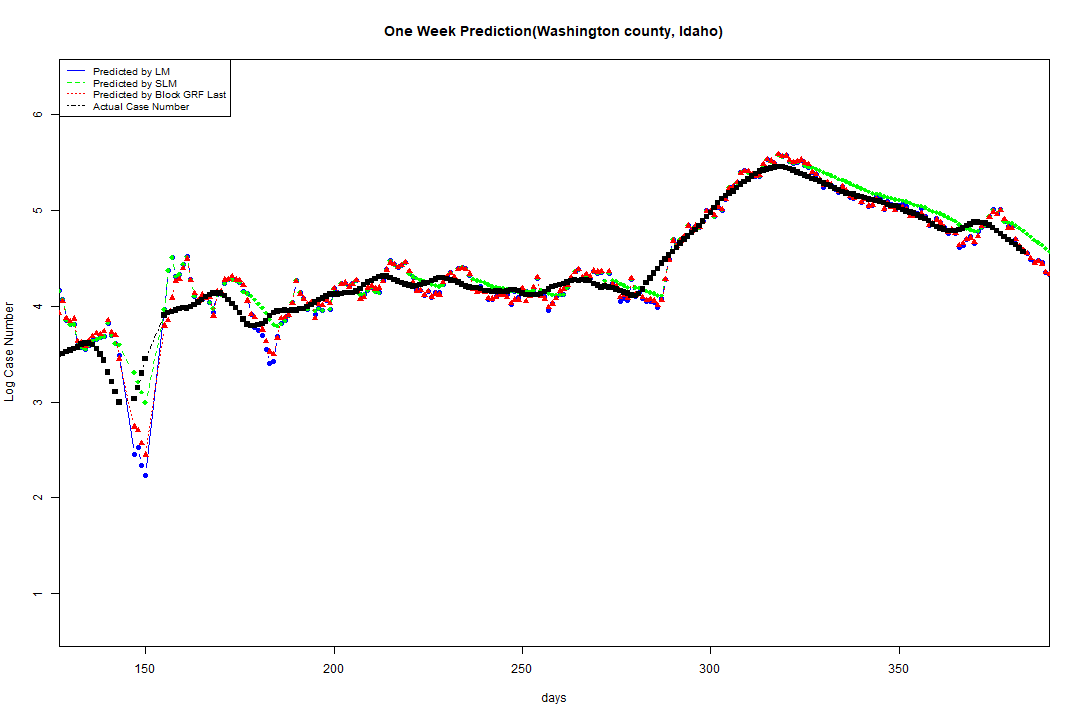 One Week Prediction(Washington county, Idaho)
Predicted by LM
Predicted by SLM
Predicted by Block GRF Last
Actual Case Number
6
5
4
3
2
1
Log Case Number
150 200 250 300 350
days